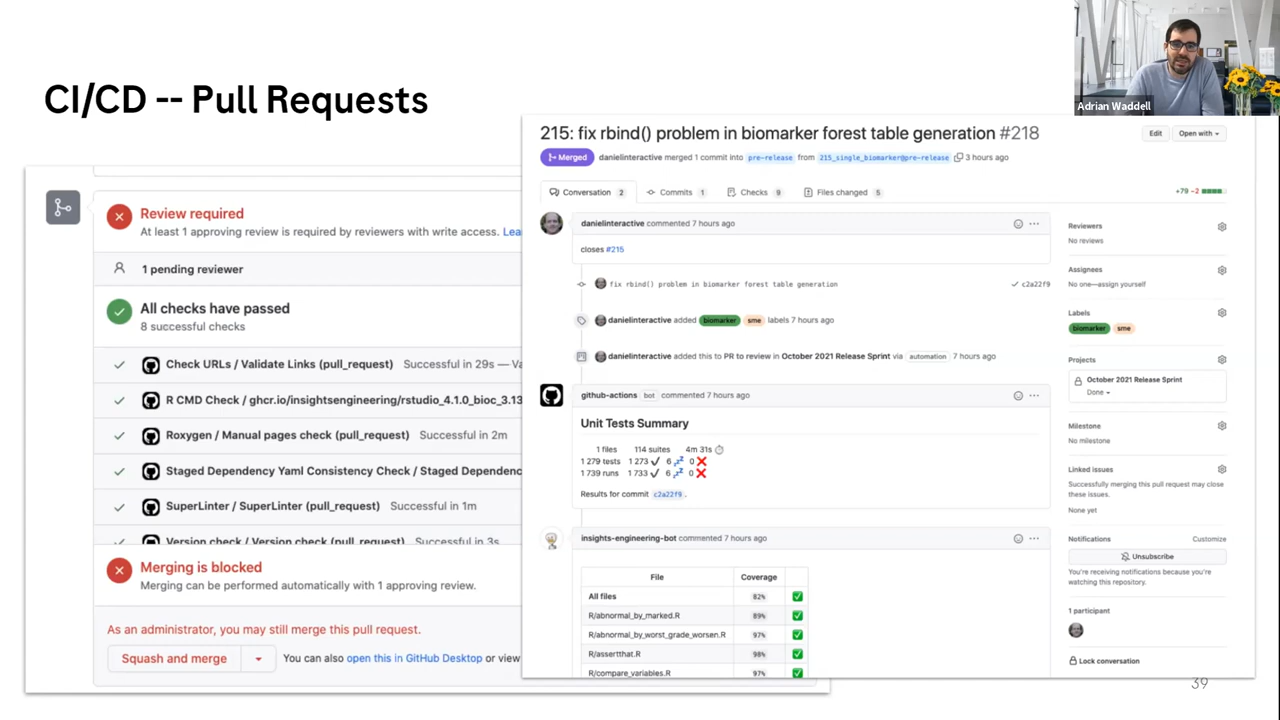 CI/CD -- Pull Requests
Adrian Waddell
Review required
At least 1 approving review is required by reviewers with write access. Lea
1 pending reviewer
All checks have passed
8 successful checks
Check URLs / Validate Links (pull_request) Successful in 29s — Va
R CMD Check / ghcr.io/insightsengineering/rstudio_4.1.0_bioc_3.13
Roxygen / Manual pages check (pull_request) Successful in 2m
Staged Dependency Yaml Consistency Check / Staged Dependenc
SuperLinter / SuperLinter (pull_request) Successful in 1m
Version check / Version check (pull_request) Successful in 3s
Merging is blocked
Merging can be performed automatically with 1 approving review.
As an administrator, you may still merge this pull request.
Squash and merge
You can also open this in GitHub Desktop or view
215: fix rbind() problem in biomarker forest table generation #218
Edit
Open with
Merged
danielinteractive merged 1 commit into pre-release from 215_single_biomarker@pre-release 3 hours ago
Conversation 2
Commits 1
Checks 9
Files changed 5
+79 −2
danielinteractive commented 7 hours ago
closes #215
fix rbind() problem in biomarker forest table generation
c2a22f9
danielinteractive added biomarker sme labels 7 hours ago
danielinteractive added this to PR to review in October 2021 Release Sprint via automation 7 hours ago
github-actions bot commented 7 hours ago
Unit Tests Summary
1 files 114 suites 4m 31s
1 279 tests 1 273 ✔ 6 💤 0 ❌
1 739 runs 1 733 ✔ 6 💤 0 ❌
Results for commit c2a22f9.
insights-engineering-bot commented 7 hours ago
File Coverage
All files 82% ✅
R/abnormal_by_marked.R 89% ✅
R/abnormal_by_worst_grade_worsen.R 97% ✅
R/assertthat.R 98% ✅
R/compare_variables.R 97% ✅
Reviewers
No reviews
Assignees
No one—assign yourself
Labels
biomarker sme
Projects
October 2021 Release Sprint
Done
Milestone
No milestone
Linked issues
Successfully merging this pull request may close
these issues.
None yet
Notifications
Customize
Unsubscribe
You're receiving notifications because you're
watching this repository.
1 participant
Lock conversation
39